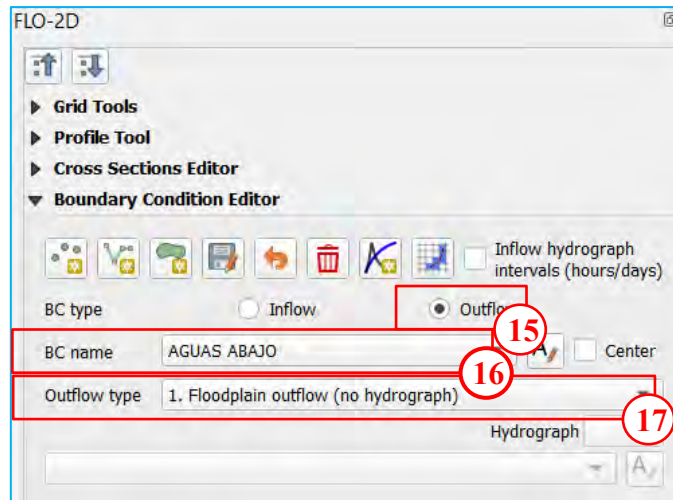 FLO-2D
Grid Tools
Profile Tool
Cross Sections Editor
Boundary Condition Editor
Inflow hydrograph
intervals (hours/days)
BC type Inflow
15
BC name AGUAS ABAJO Center
16
Outflow type 1. Floodplain outflow (no hydrograph)
17
Hydrograph